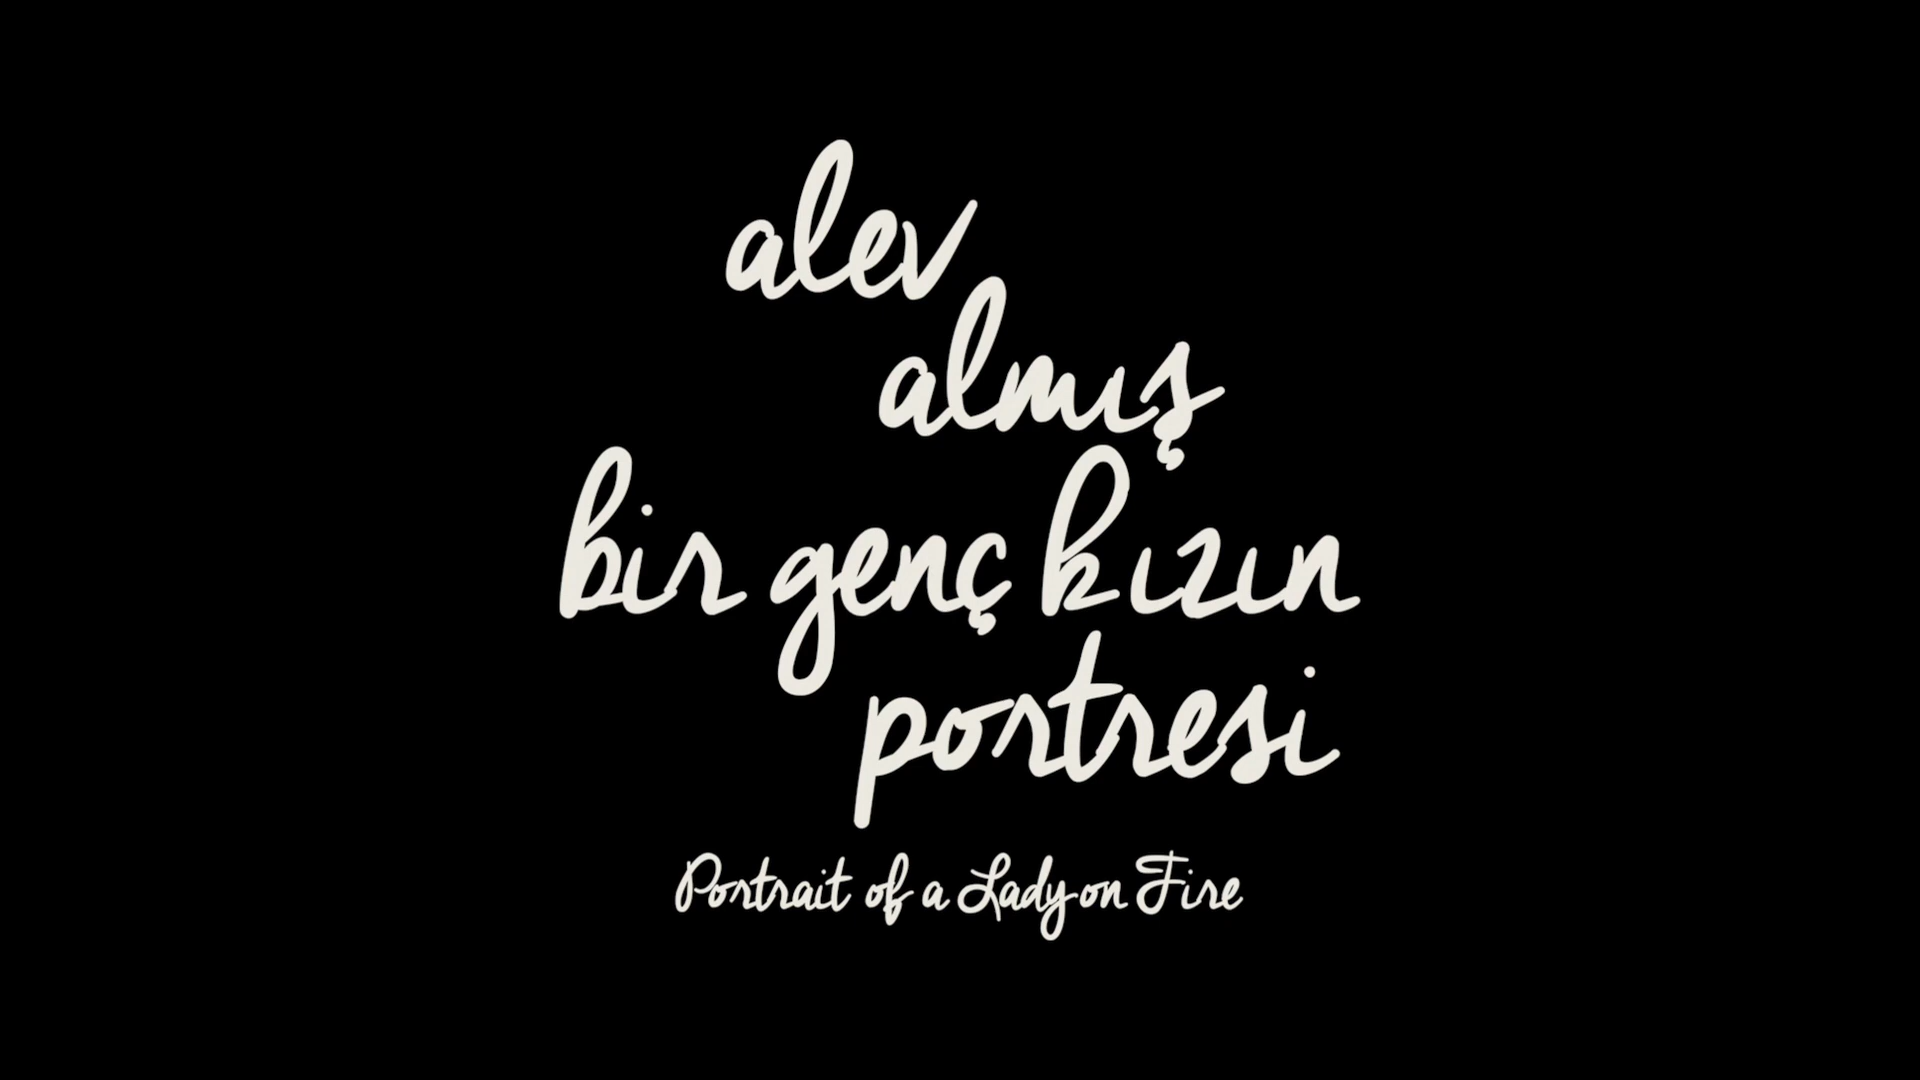 alev
almış
bir genç kızın
portresi
Portrait of a Lady on Fire